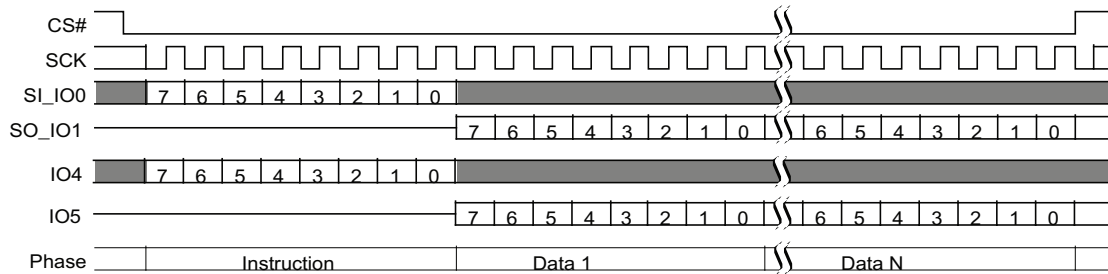 CS#
SCK
SI_IO0 7 6 5 4 3 2 1 0
SO_IO1 7 6 5 4 3 2 1 0 6 5 4 3 2 1 0
IO4 7 6 5 4 3 2 1 0
IO5 7 6 5 4 3 2 1 0 6 5 4 3 2 1 0
Phase Instruction Data 1 Data N